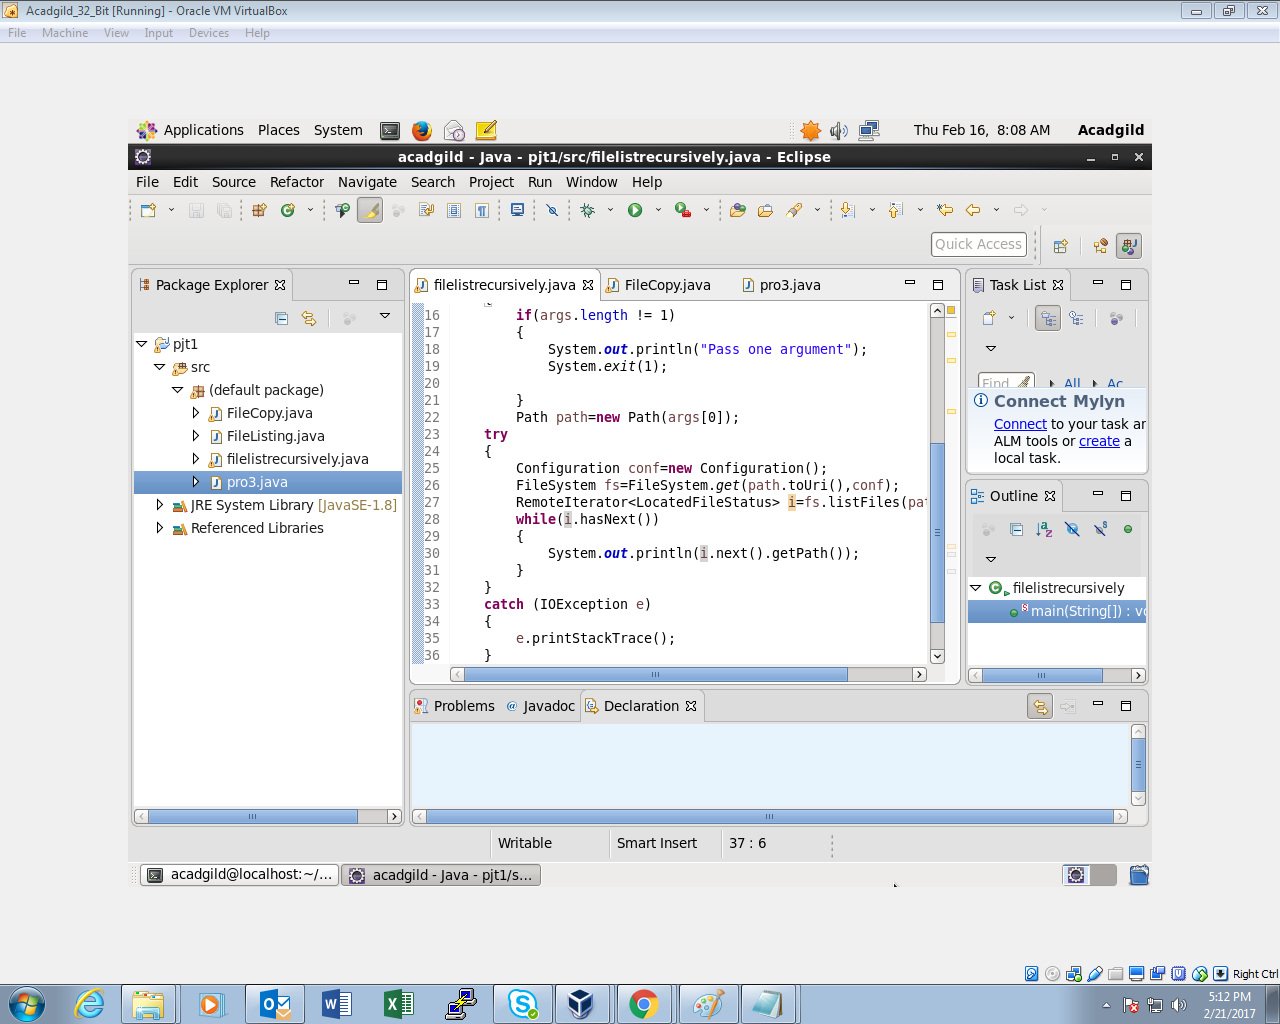 Acadgild_32_Bit [Running] - Oracle VM VirtualBox
File Machine View Input Devices Help
Applications Places System
Thu Feb 16, 8:08 AM Acadgild
acadgild - Java - pjt1/src/filelistrecursively.java - Eclipse
File Edit Source Refactor Navigate Search Project Run Window Help
Quick Access
Package Explorer
pjt1
src
(default package)
FileCopy.java
FileListing.java
filelistrecursively.java
pro3.java
JRE System Library [JavaSE-1.8]
Referenced Libraries
filelistrecursively.java FileCopy.java pro3.java
16 if(args.length != 1)
17 {
18 System.out.println("Pass one argument");
19 System.exit(1);
20
21 }
22 Path path=new Path(args[0]);
23 try
24 {
25 Configuration conf=new Configuration();
26 FileSystem fs=FileSystem.get(path.toUri(),conf);
27 RemoteIterator<LocatedFileStatus> i=fs.listFiles(pat
28 while(i.hasNext())
29 {
30 System.out.println(i.next().getPath());
31 }
32 }
33 catch (IOException e)
34 {
35 e.printStackTrace();
36 }
Task List
Find All Ac
Connect Mylyn
Connect to your task ar
ALM tools or create a
local task.
Outline
filelistrecursively
main(String[]) : vo
Problems Javadoc Declaration
Writable Smart Insert 37 : 6
acadgild@localhost:~/... acadgild - Java - pjt1/s...
Right Ctrl
5:12 PM
2/21/2017